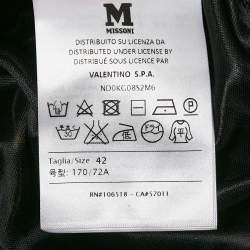 M
MISSONI
DISTRIBUITO SU LICENZA DA
DISTRIBUTED UNDER LICENSE BY
DISTRIBUÉ SOUS LICENCE PAR
VALENTINO S.P.A.
ND0KG0852M6
Taglia/Size: 42
号型: 170/72A
RN#106518 - CA#57011